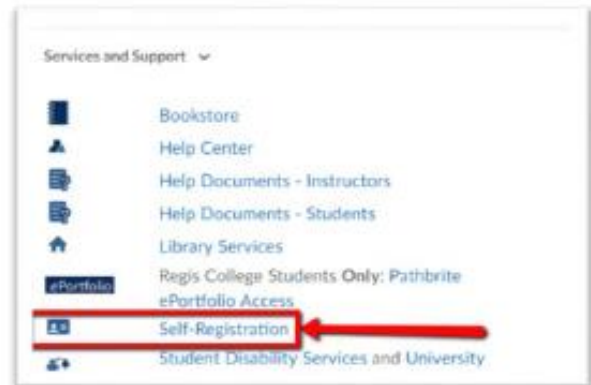 Services and Support
Bookstore
Help Center
Help Documents - Instructors
Help Documents - Students
Library Services
ePortfolio
Regis College Students Only: Pathbrite
ePortfolio Access
Self-Registration
Student Disability Services and University